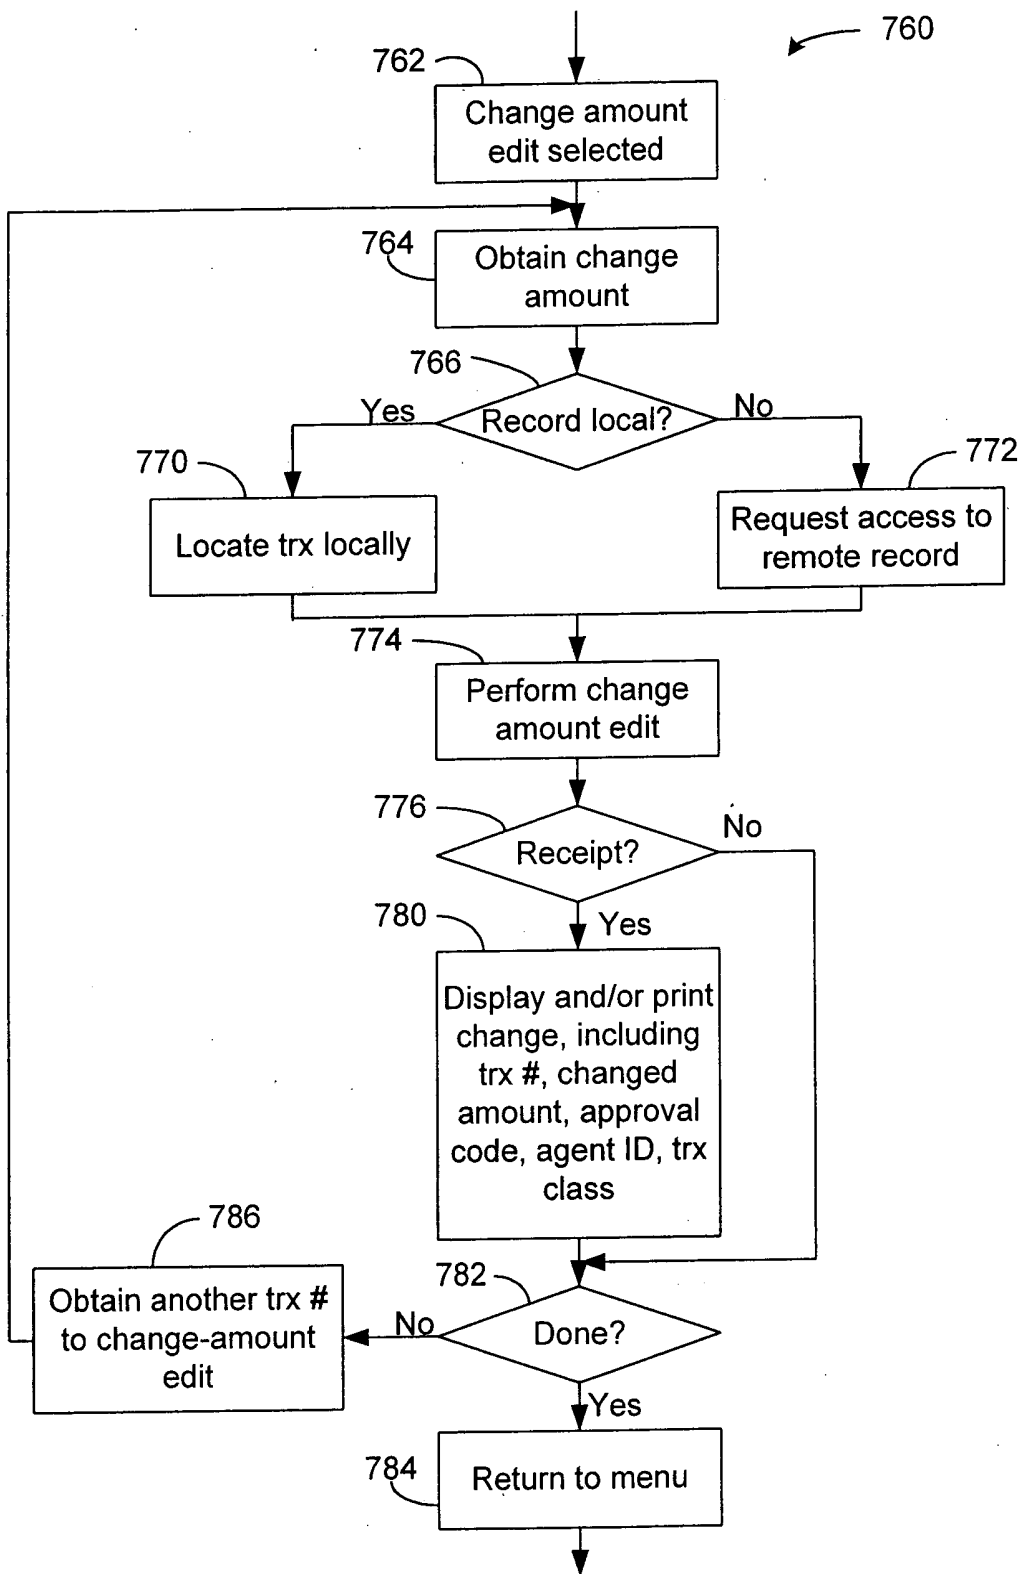 760
762
Change amount
edit selected
764
Obtain change
amount
766
Yes
Record local?
No
770
772
Locate trx locally
Request access to
remote record
774
Perform change
amount edit
776
No
Receipt?
780
Yes
Display and/or print
change, including
trx #, changed
amount, approval
code, agent ID, trx
class
786
782
Obtain another trx #
to change-amount
edit
No
Done?
Yes
784
Return to menu